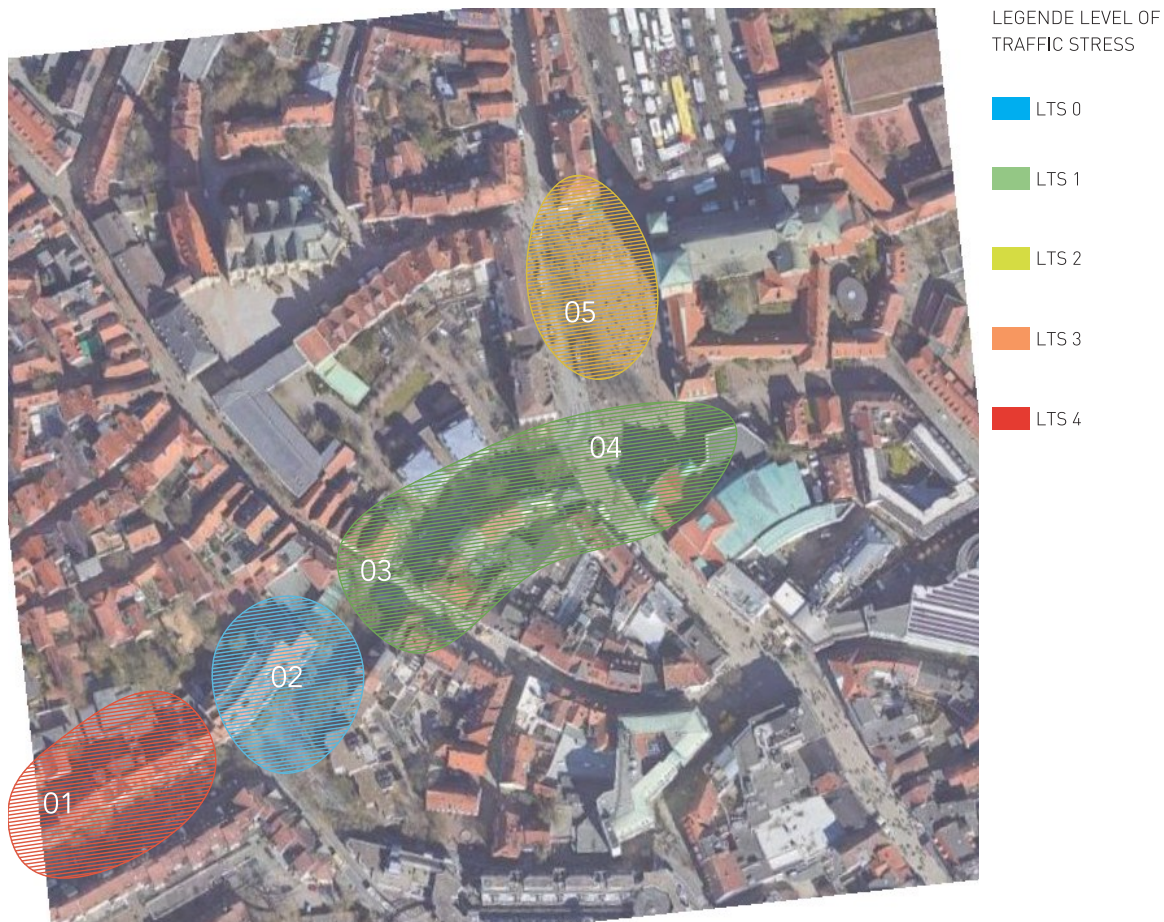 LEGENDE LEVEL OF
TRAFFIC STRESS
LTS 0
LTS 1
LTS 2
LTS 3
LTS 4
05
04
03
02
01